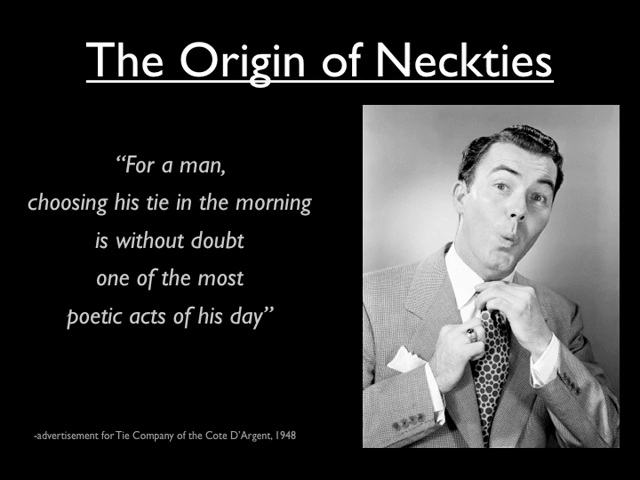 The Origin of Neckties
“For a man,
choosing his tie in the morning
is without doubt
one of the most
poetic acts of his day”
-advertisement for Tie Company of the Cote D’Argent, 1948